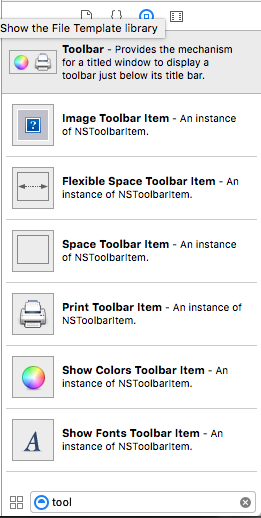 Show the File Template library
{}
Toolbar - Provides the mechanism
for a titled window to display a
toolbar just below its title bar.
?
Image Toolbar Item - An instance
of NSToolbarItem.
Flexible Space Toolbar Item - An
instance of NSToolbarItem.
Space Toolbar Item - An instance
of NSToolbarItem.
Print Toolbar Item - An instance of
NSToolbarItem.
Show Colors Toolbar Item - An
instance of NSToolbarItem.
A
Show Fonts Toolbar Item - An
instance of NSToolbarItem.
tool